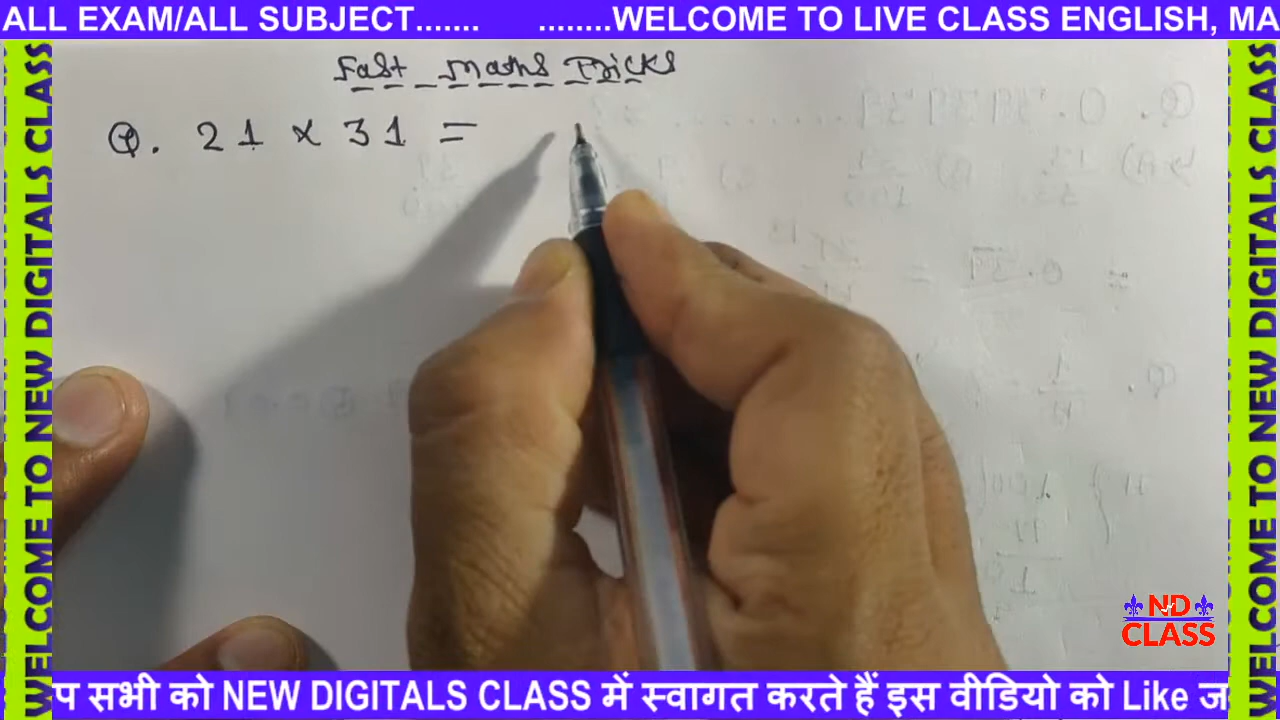 ALL EXAM/ALL SUBJECT....... ........WELCOME TO LIVE CLASS ENGLISH, MA
Fast Maths Tricks
Q. 21 × 31 =
WELCOME TO NEW DIGITALS CLASS
WELCOME TO NEW DIGITALS CLASS
ND
CLASS
प सभी को NEW DIGITALS CLASS में स्वागत करते हैं इस वीडियो को Like ज